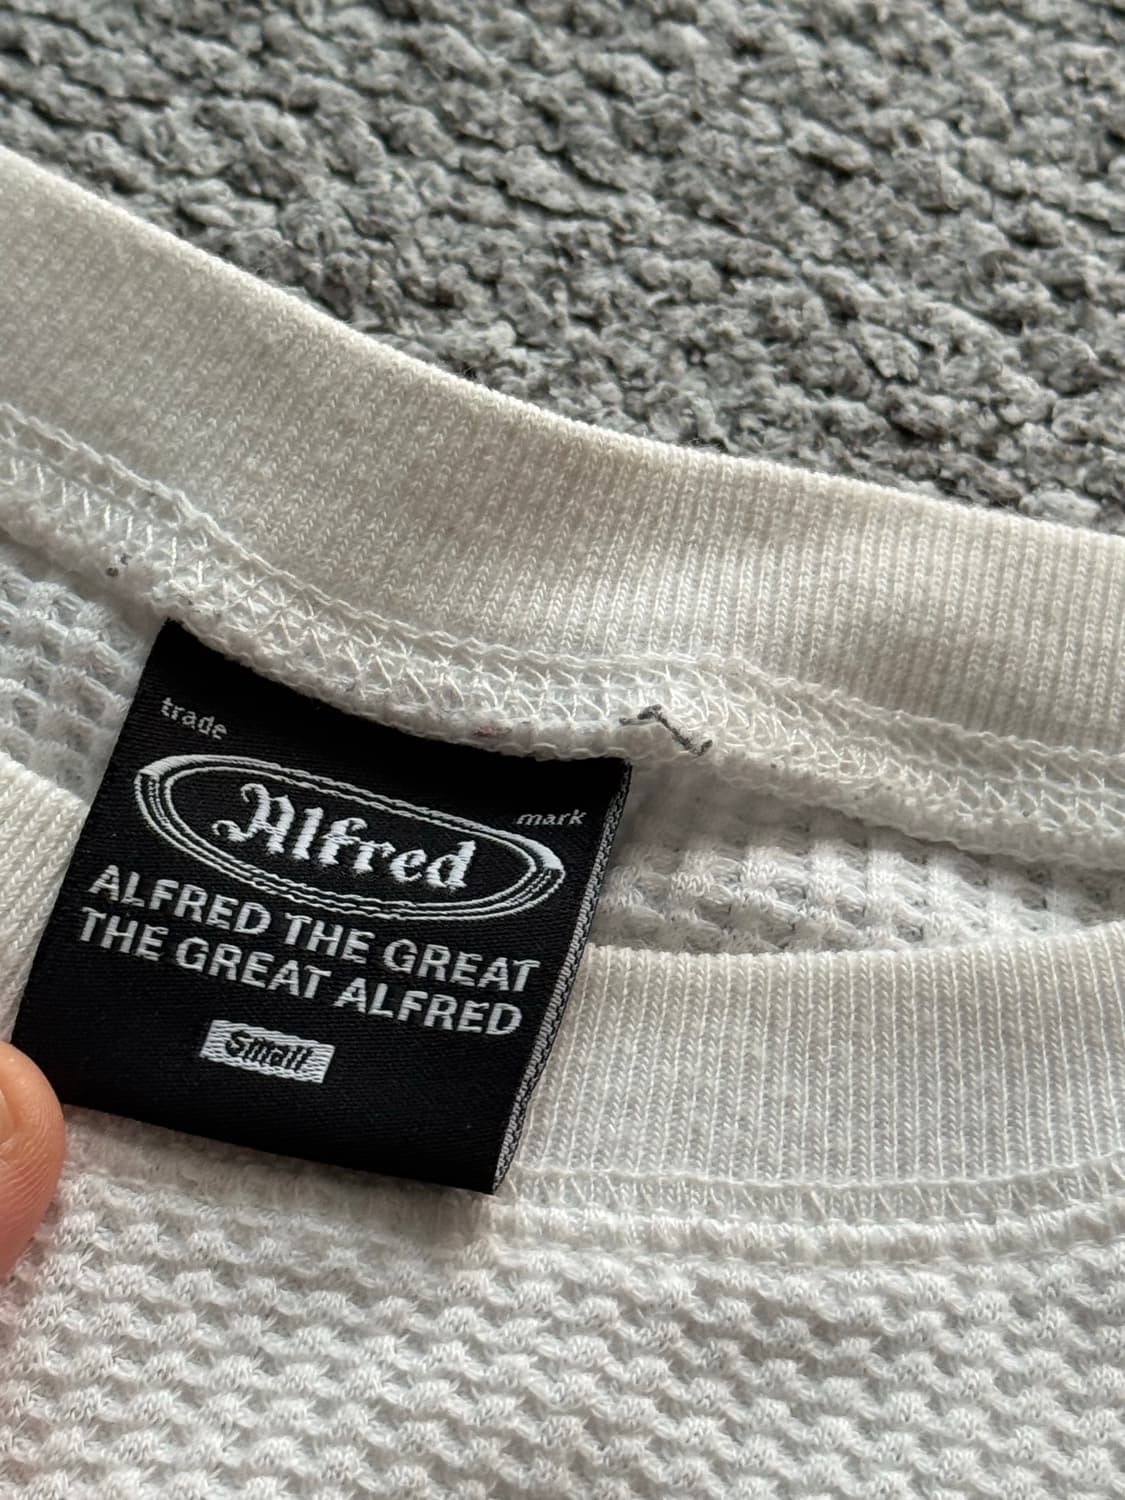 trade
mark
Alfred
ALFRED THE GREAT
THE GREAT ALFRED
Small